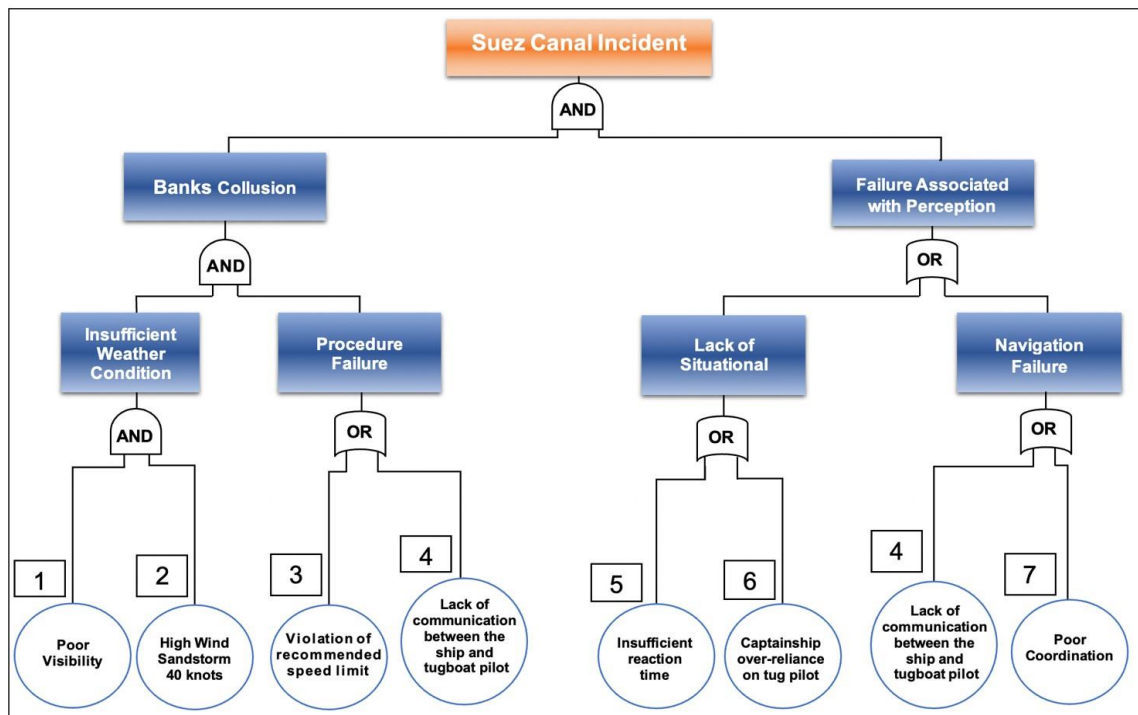 Suez Canal Incident
AND
Banks Collusion
Failure Associated
with Perception
AND
OR
Insufficient
Weather
Condition
Procedure
Failure
Lack of
Situational
Navigation
Failure
AND
OR
OR
OR
1
2
3
4
5
6
4
7
Poor
Visibility
High Wind
Sandstorm
40 knots
Violation of
recommended
speed limit
Lack of
communication
between the
ship and
tugboat pilot
Insufficient
reaction
time
Captainship
over-reliance
on tug pilot
Lack of
communication
between the
ship and
tugboat pilot
Poor
Coordination